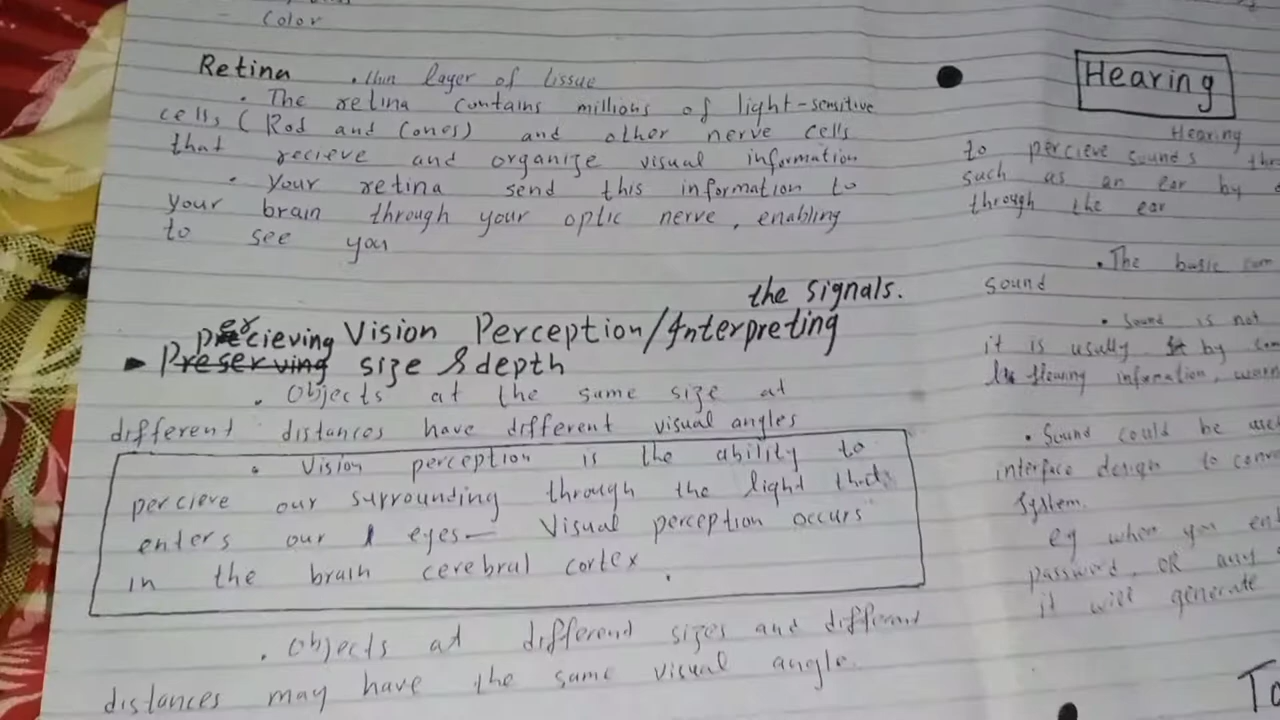 - Color
Retina . thin layer of tissue
• The retina contains millions of light-sensitive
cells (Rod and Cones) and other nerve cells
that recieve and organize visual information
• Your retina send this information to
your brain through your optic nerve, enabling
to see you
the signals.
percieving Vision Perception/Interpreting
Preserving size & depth
• Objects at the same size at
different distances have different visual angles
• Vision perception is the ability to
percieve our surrounding through the light that
enters our eyes— Visual perception occurs
in the brain cerebral cortex.
• Objects at different sizes and different
distances may have the same visual angle.
Hearing
Hearing
to percieve sounds
such as an ear by
through the ear
• The basic
sound
• Sound is not
it is usually by
flowing information,
• Sound could be
interface design to
System.
eg when you
password, OR any
it will generate